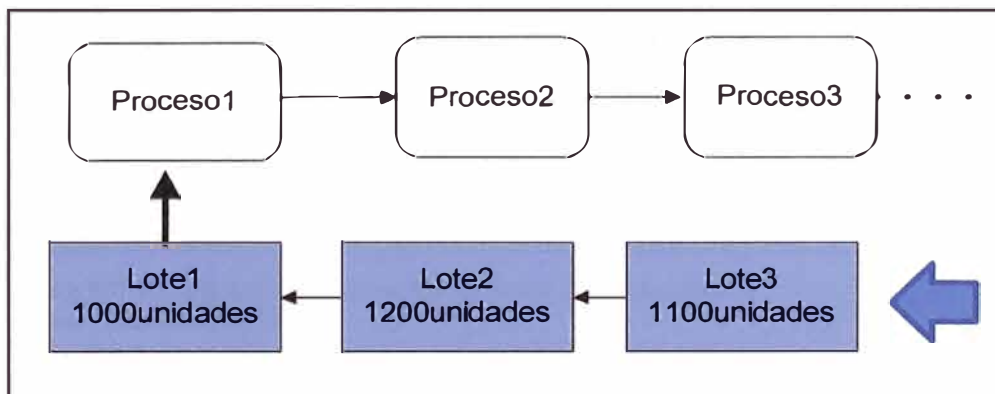 Proceso1
Proceso2
Proceso3
. . . .
Lote1
1000unidades
Lote2
1200unidades
Lote3
1100unidades